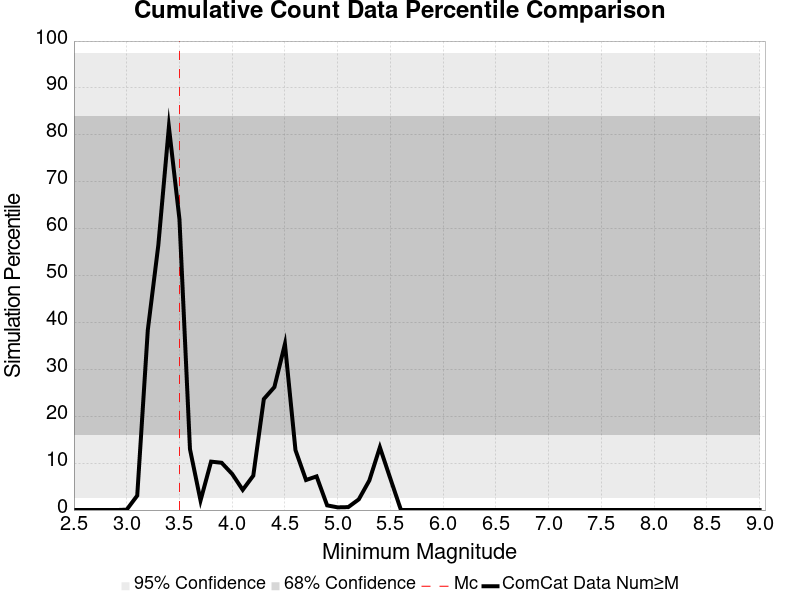 Cumulative Count Data Percentile Comparison
100
90
80
70
60
50
40
30
20
10
0
Simulation Percentile
2.5 3.0 3.5 4.0 4.5 5.0 5.5 6.0 6.5 7.0 7.5 8.0 8.5 9.0
Minimum Magnitude
95% Confidence 68% Confidence Mc ComCat Data Num≥M